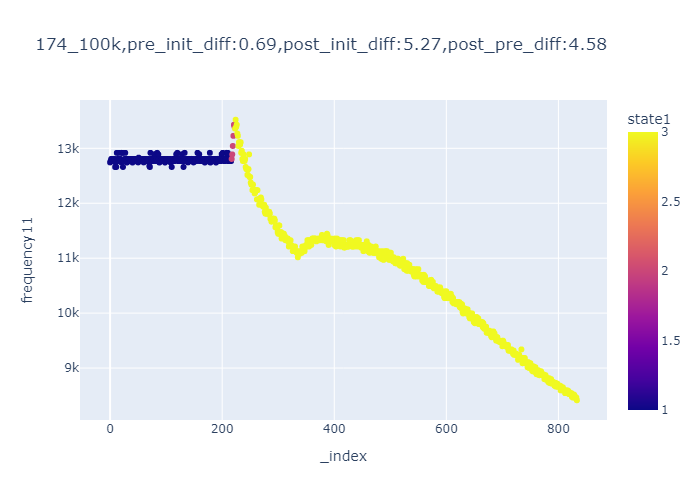 174_100k,pre_init_diff:0.69,post_init_diff:5.27,post_pre_diff:4.58
state1
3
2.5
2
1.5
1
13k
12k
11k
10k
9k
frequency11
0
200
400
600
800
_index